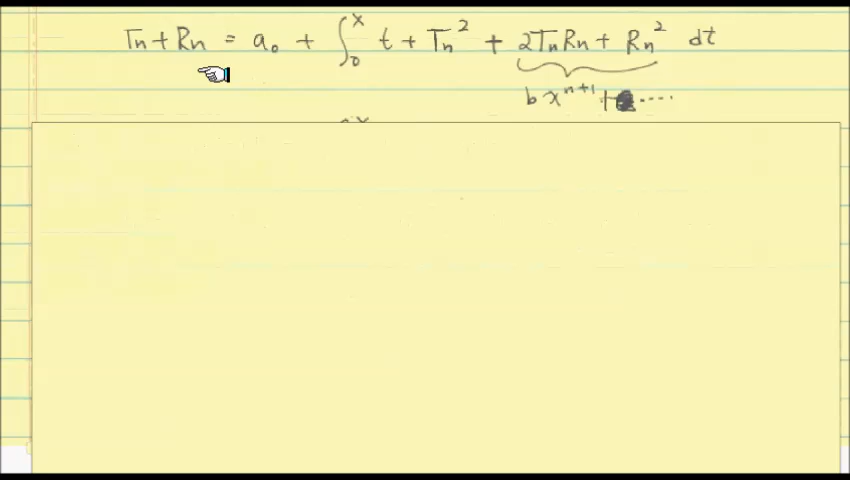 Tn + Rn = a₀ + ∫₀ˣ t + Tn² + 2TnRn + Rn² dt
b xⁿ⁺¹ + ....